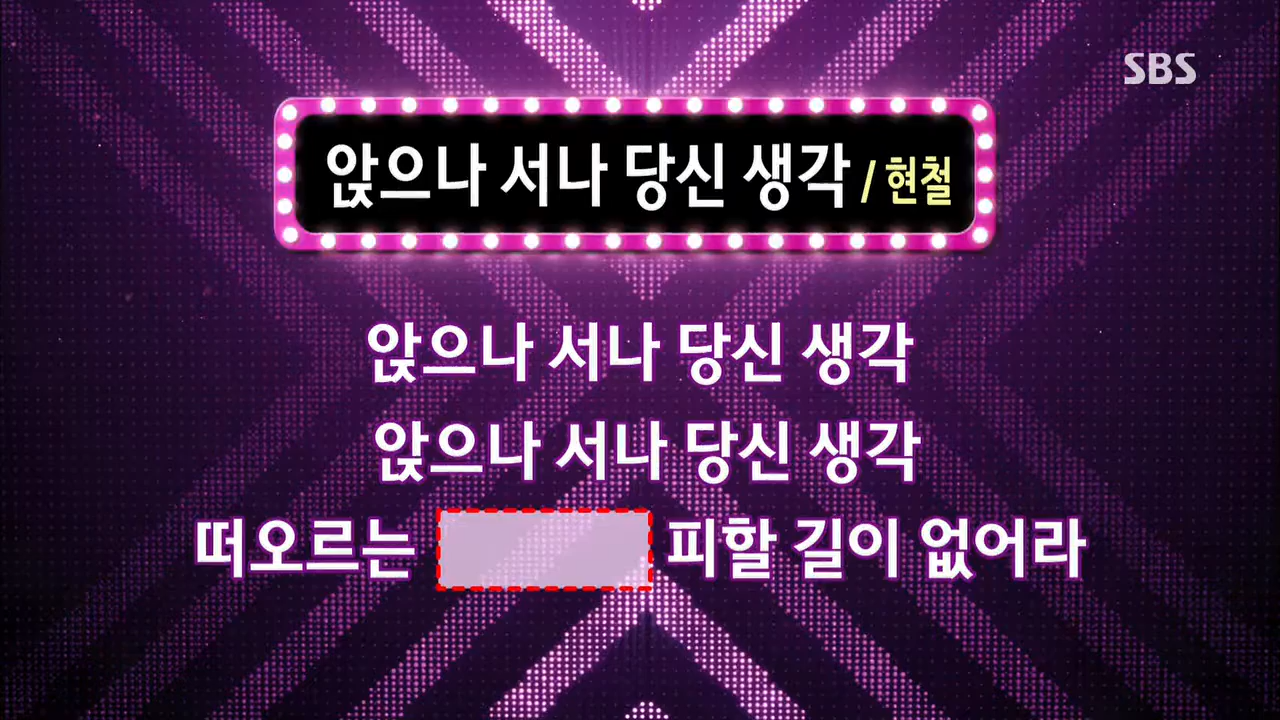 SBS
앉으나 서나 당신 생각 / 현철
앉으나 서나 당신 생각
앉으나 서나 당신 생각
떠오르는 피할 길이 없어라